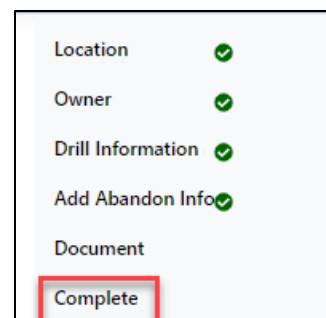 Location
Owner
Drill Information
Add Abandon Info
Document
Complete